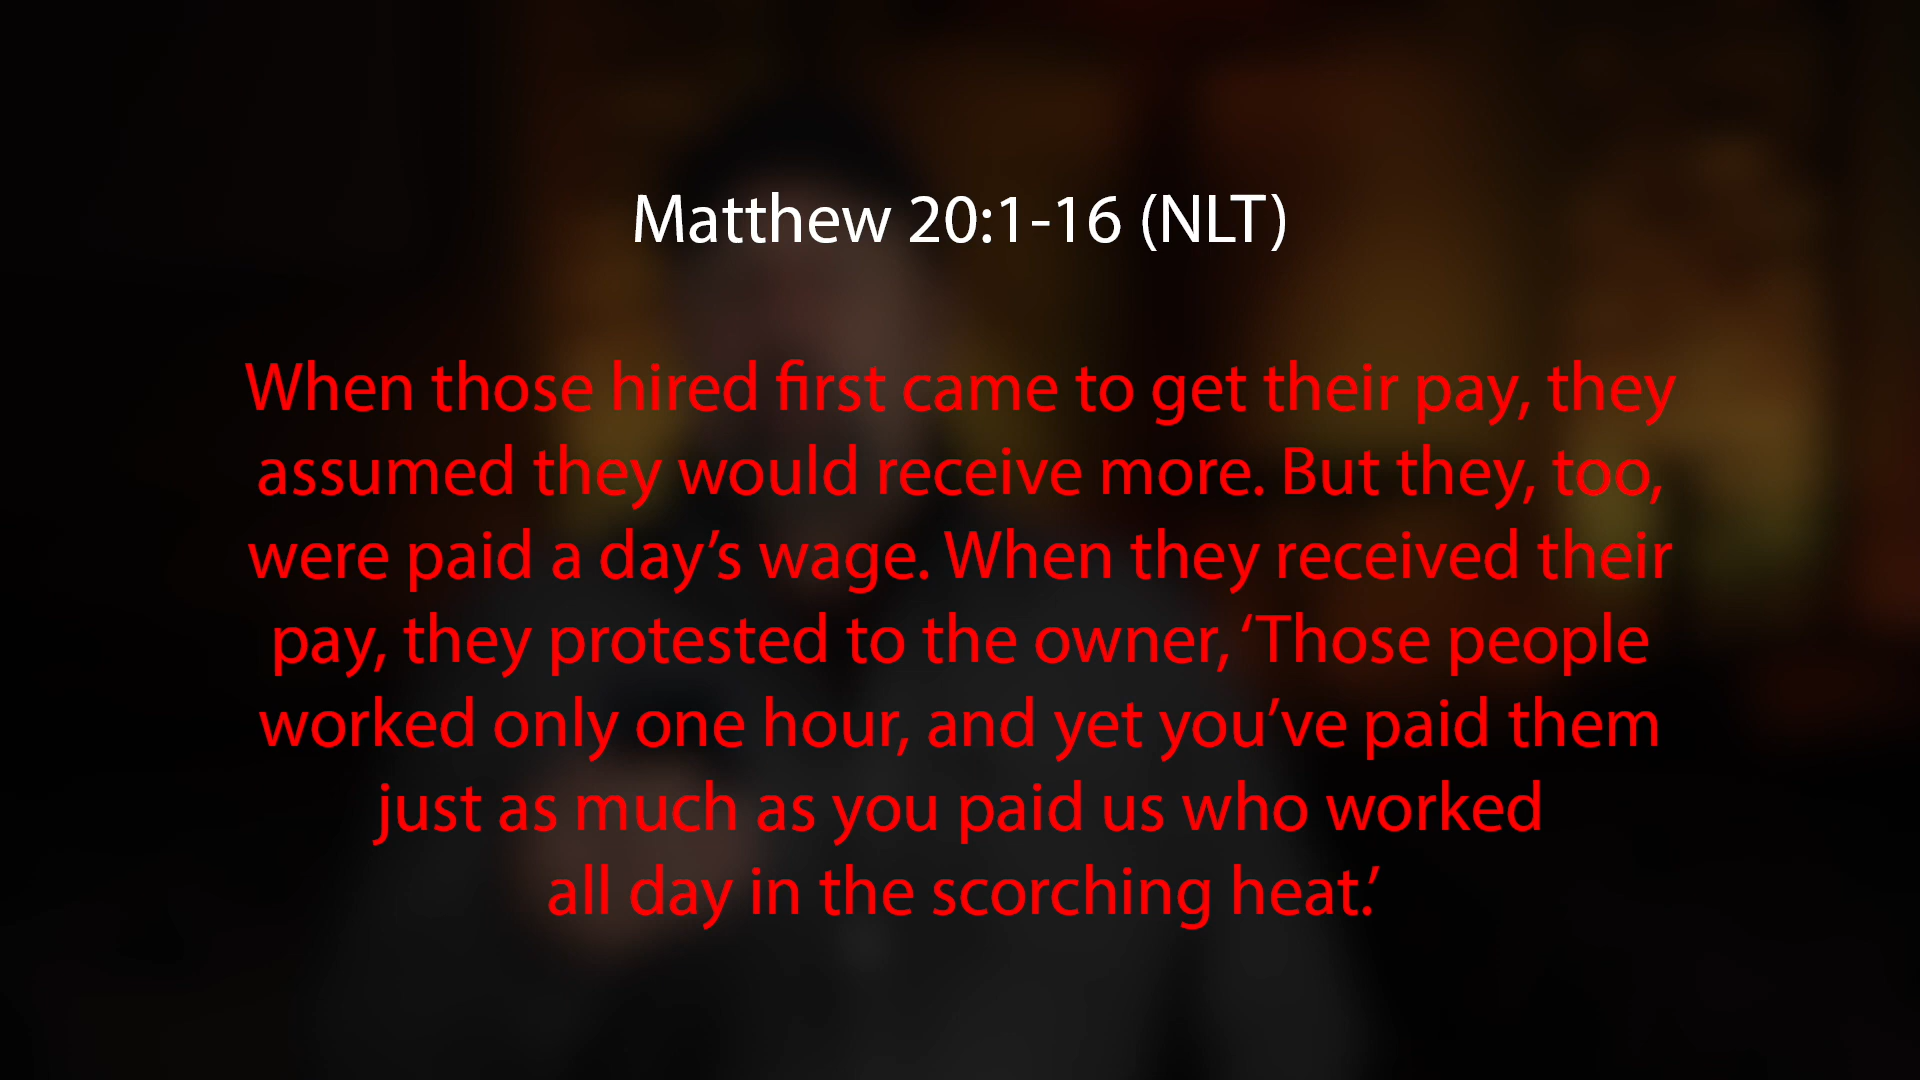 Matthew 20:1-16 (NLT)
When those hired first came to get their pay, they
assumed they would receive more. But they, too,
were paid a day’s wage. When they received their
pay, they protested to the owner, ‘Those people
worked only one hour, and yet you’ve paid them
just as much as you paid us who worked
all day in the scorching heat.’